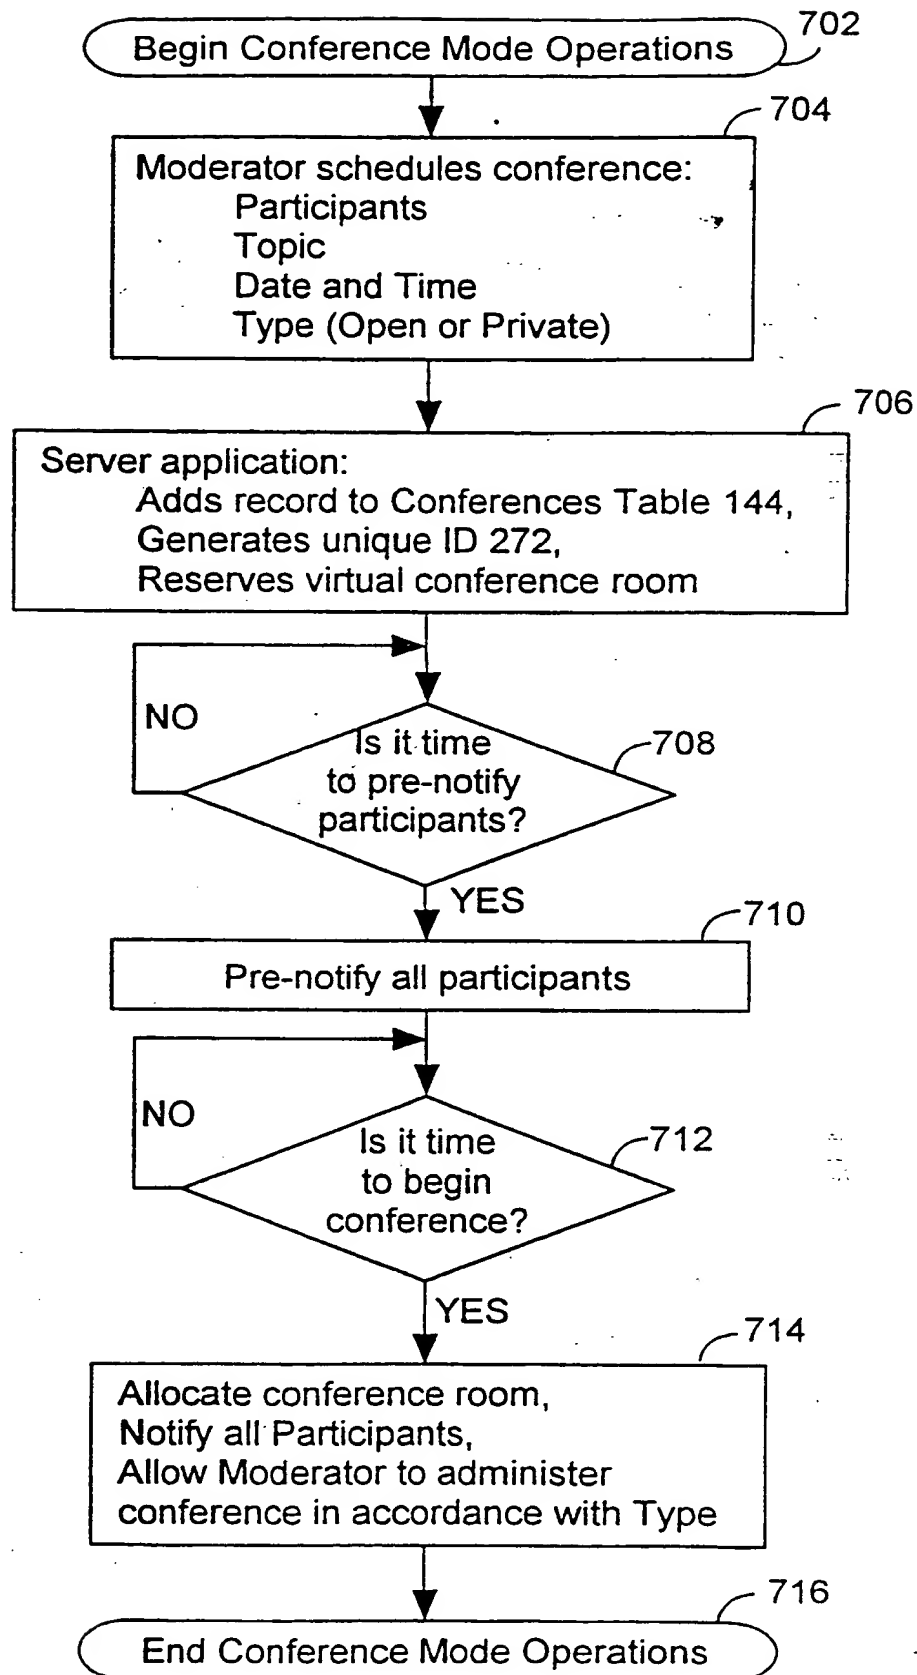 702
Begin Conference Mode Operations
704
Moderator schedules conference:
Participants
Topic
Date and Time
Type (Open or Private)
706
Server application:
Adds record to Conferences Table 144,
Generates unique ID 272,
Reserves virtual conference room
NO
Is it time
to pre-notify
participants?
708
YES
710
Pre-notify all participants
NO
Is it time
to begin
conference?
712
YES
714
Allocate conference room,
Notify all Participants,
Allow Moderator to administer
conference in accordance with Type
716
End Conference Mode Operations